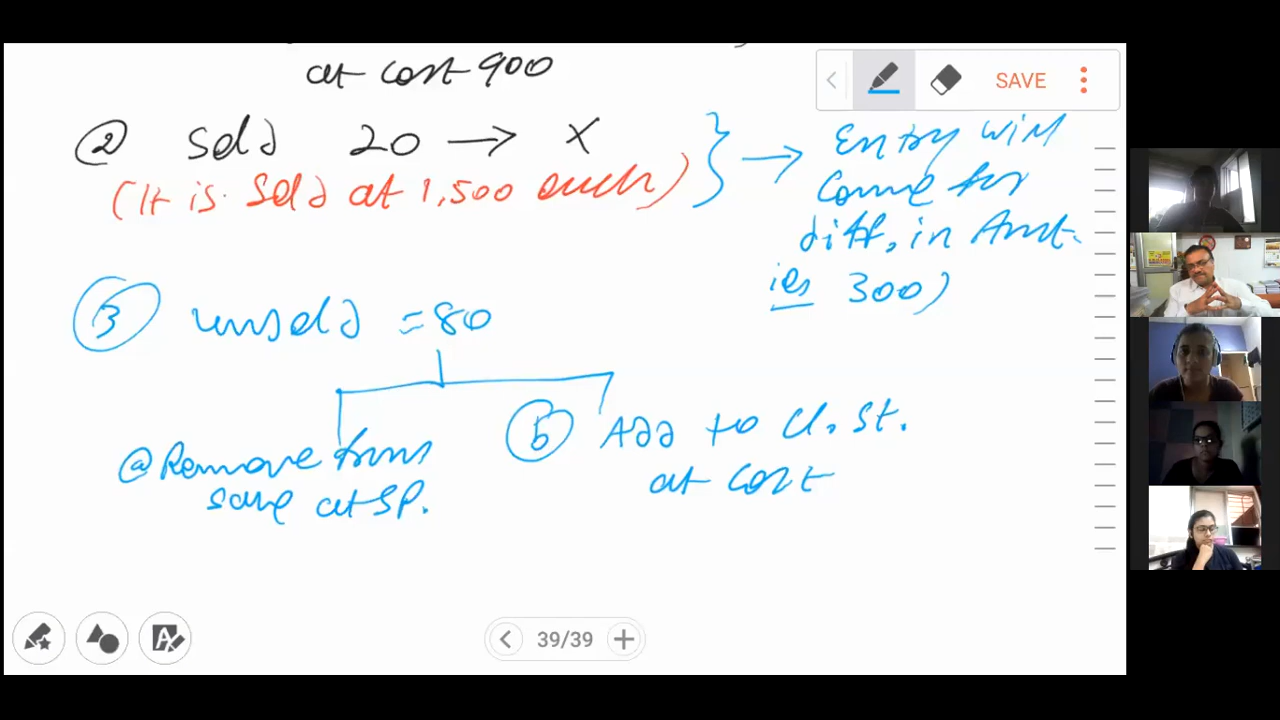 at cost 900
SAVE
② Sold 20 → X
(It is. Sold at 1,500 each) } → Entry will
come for
diff, in Amt.
ies 300)
③ unsold = 80
ⓐ Remove from
sale at SP.
ⓑ Add to Cl. St.
at cost
39/39